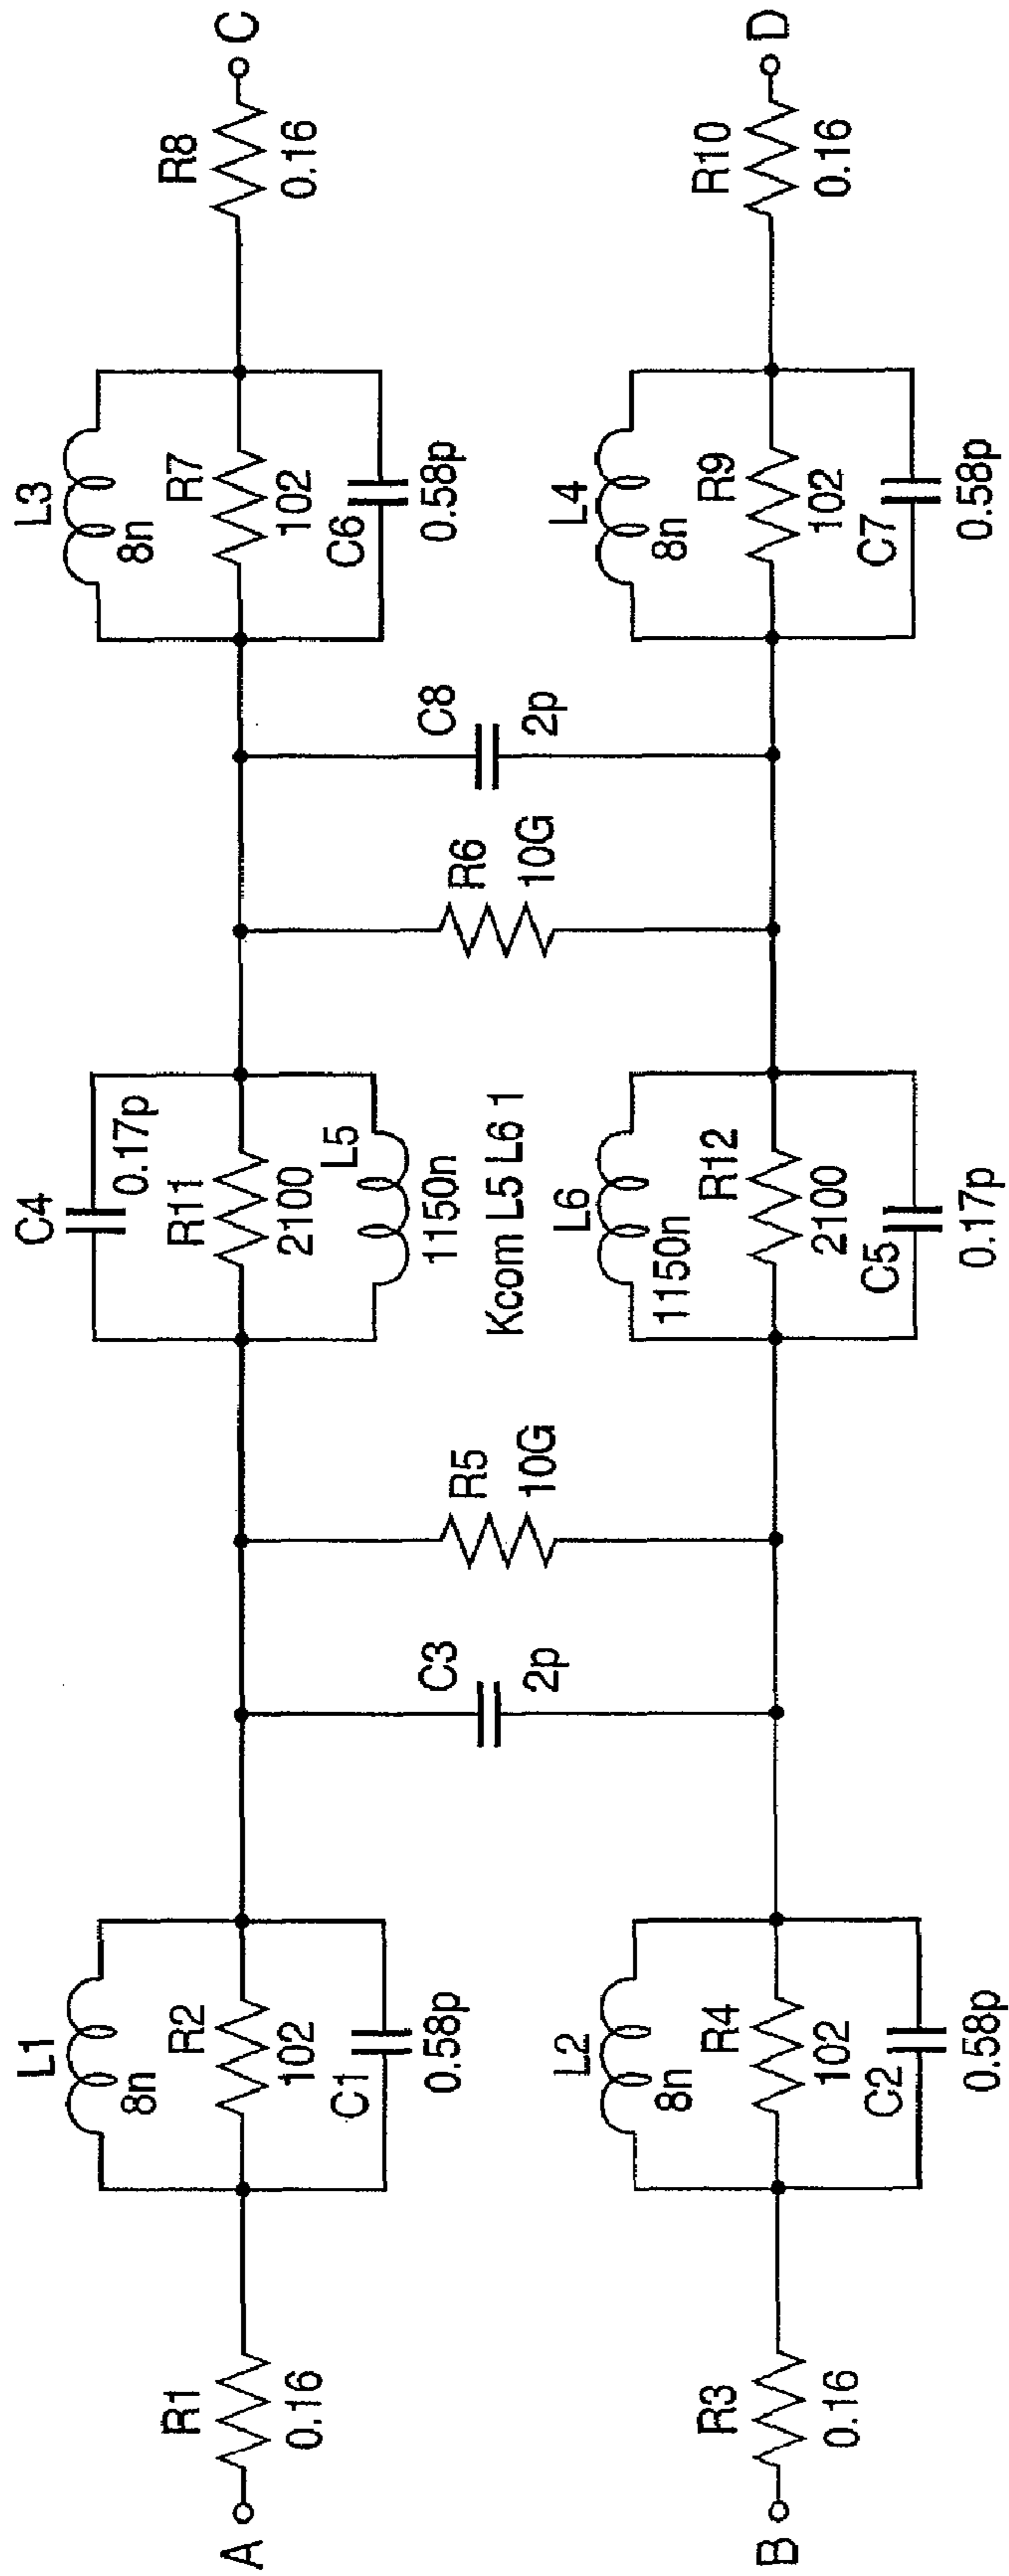 L1
8n
R1
0.16
A
R2
102
C1
0.58p
C3
2p
R5
10G
C4
0.17p
R11
2100
L5
1150n
Kcom L5 L6 1
R6
10G
C8
2p
L3
8n
R7
102
C6
0.58p
R8
0.16
C
B
R3
0.16
L2
8n
R4
102
C2
0.58p
L6
1150n
R12
2100
C5
0.17p
L4
8n
R9
102
C7
0.58p
R10
0.16
D